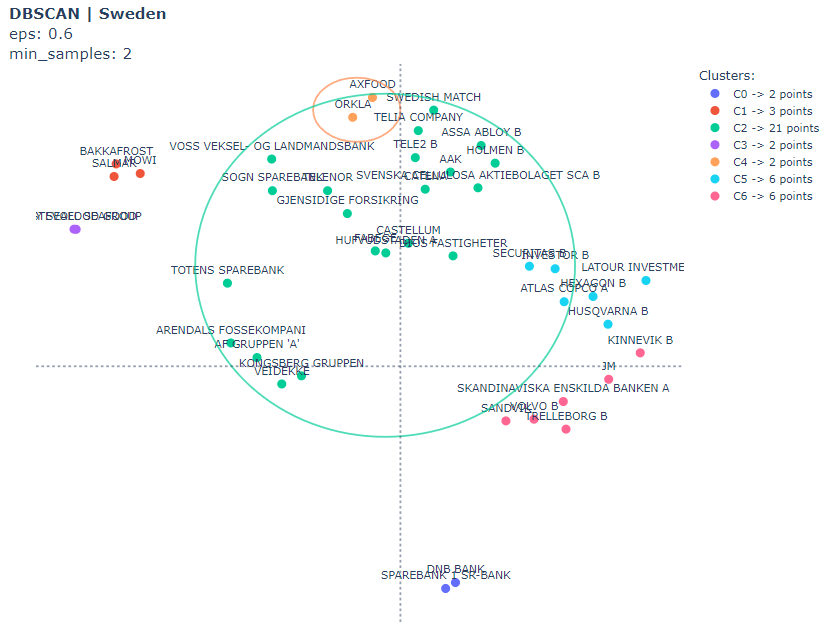 DBSCAN | Sweden
eps: 0.6
min_samples: 2
Clusters:
C0 -> 2 points
C1 -> 3 points
C2 -> 21 points
C3 -> 2 points
C4 -> 2 points
C5 -> 6 points
C6 -> 6 points
AXFOOD
SWEDISH MATCH
ORKLA
TELIA COMPANY
ASSA ABLOY B
VOSS VEKSEL- OG LANDMANDSBANK
TELE2 B
HOLMEN B
BAKKAFROST
MOWI
SALMAR
AAK
SOGN SPAREBANK
TELENOR
SVENSKA CELLULOSA AKTIEBOLAGET SCA B
CATENA
GJENSIDIGE FORSIKRING
CASTELLUM
FABEGE
HUFVUDSTADEN A
FASTIGHETER
SECURITAS B
INVESTOR B
LATOUR INVESTME
TOTENS SPAREBANK
HEXAGON B
ATLAS COPCO A
HUSQVARNA B
ARENDALS FOSSEKOMPANI
AF GRUPPEN 'A'
KINNEVIK B
KONGSBERG GRUPPEN
VEIDEKKE
JM
SKANDINAVISKA ENSKILDA BANKEN A
SANDVIK
VOLVO B
TRELLEBORG B
DNB BANK
SPAREBANK 1 SR-BANK